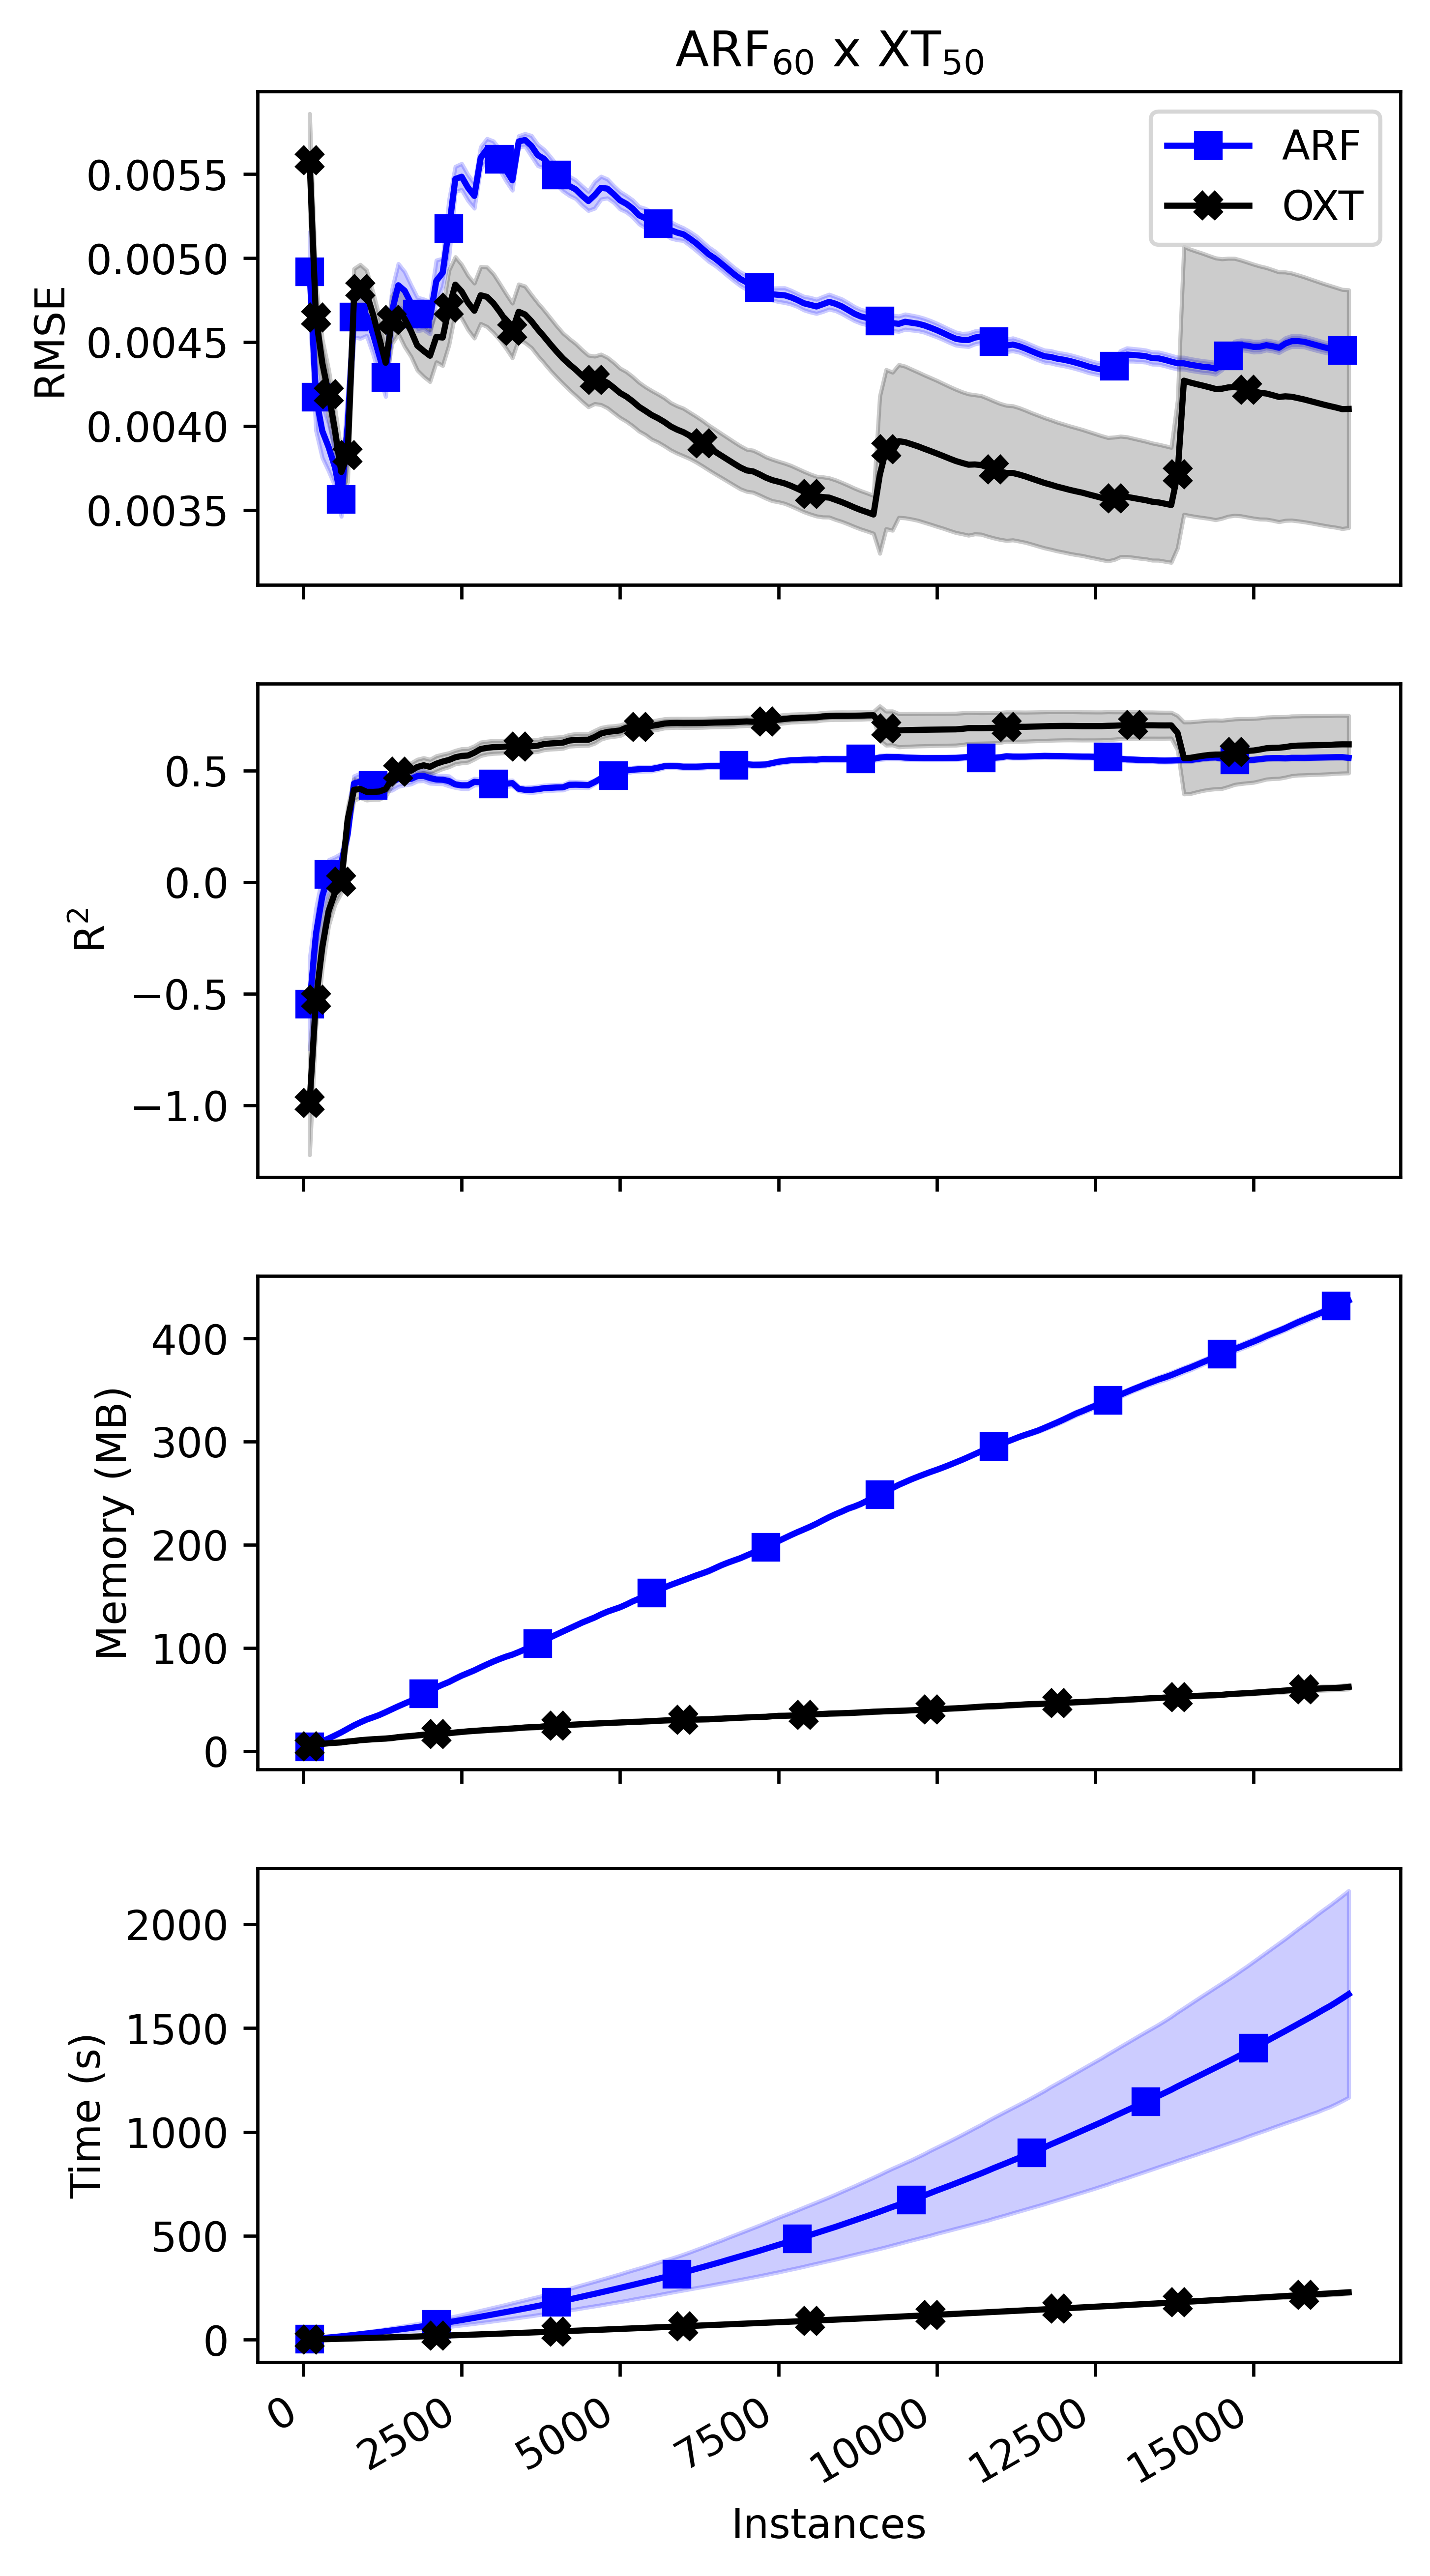 ARF₆₀ x XT₅₀
ARF
OXT
RMSE
0.0055
0.0050
0.0045
0.0040
0.0035
R²
0.5
0.0
−0.5
−1.0
Memory (MB)
400
300
200
100
0
Time (s)
2000
1500
1000
500
0
0 2500 5000 7500 10000 12500 15000
Instances